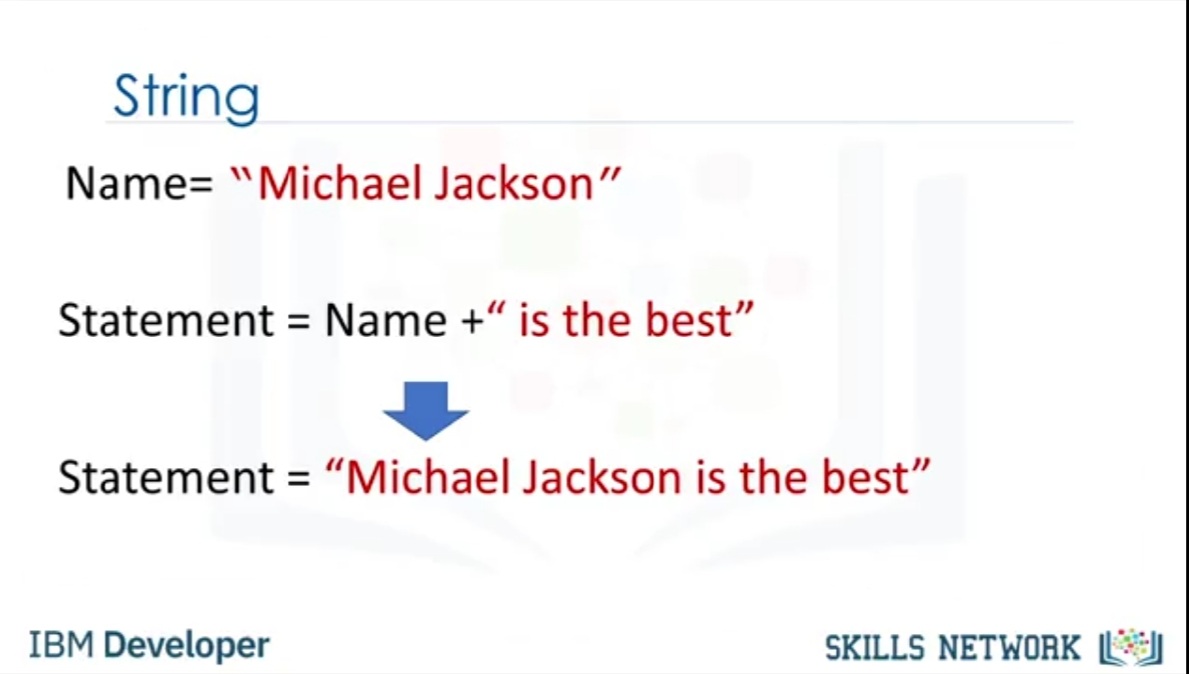 String
Name= “Michael Jackson”
Statement = Name +“ is the best”
Statement = “Michael Jackson is the best”
IBM Developer
SKILLS NETWORK